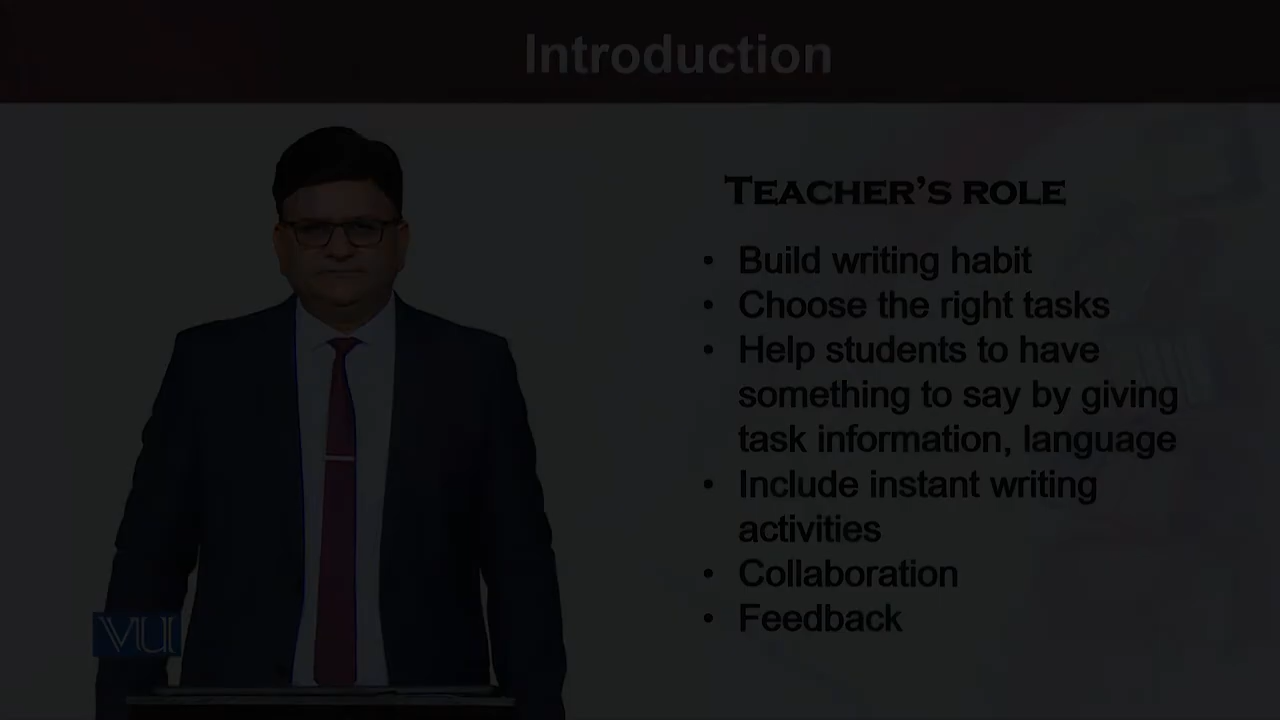 Introduction
TEACHER'S ROLE
• Build writing habit
• Choose the right tasks
• Help students to have
something to say by giving
task information, language
• Include instant writing
activities
• Collaboration
• Feedback
VU